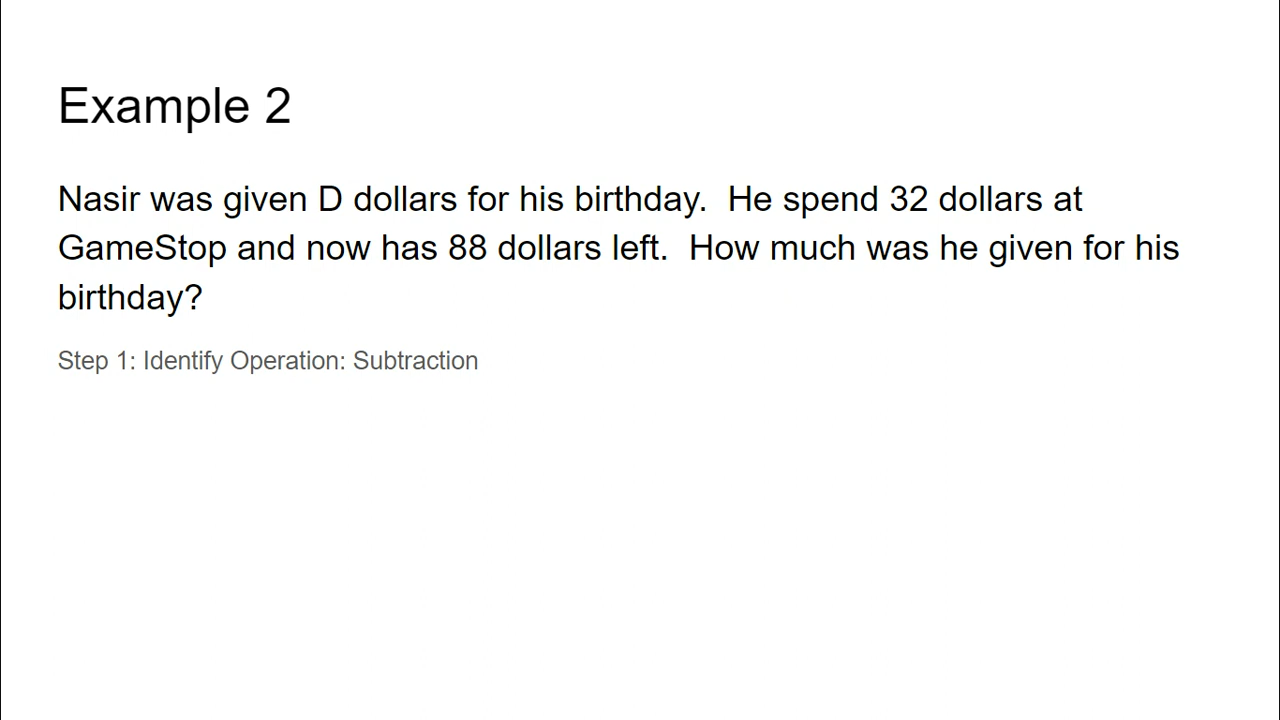 Example 2
Nasir was given D dollars for his birthday.  He spend 32 dollars at
GameStop and now has 88 dollars left.  How much was he given for his
birthday?
Step 1: Identify Operation: Subtraction